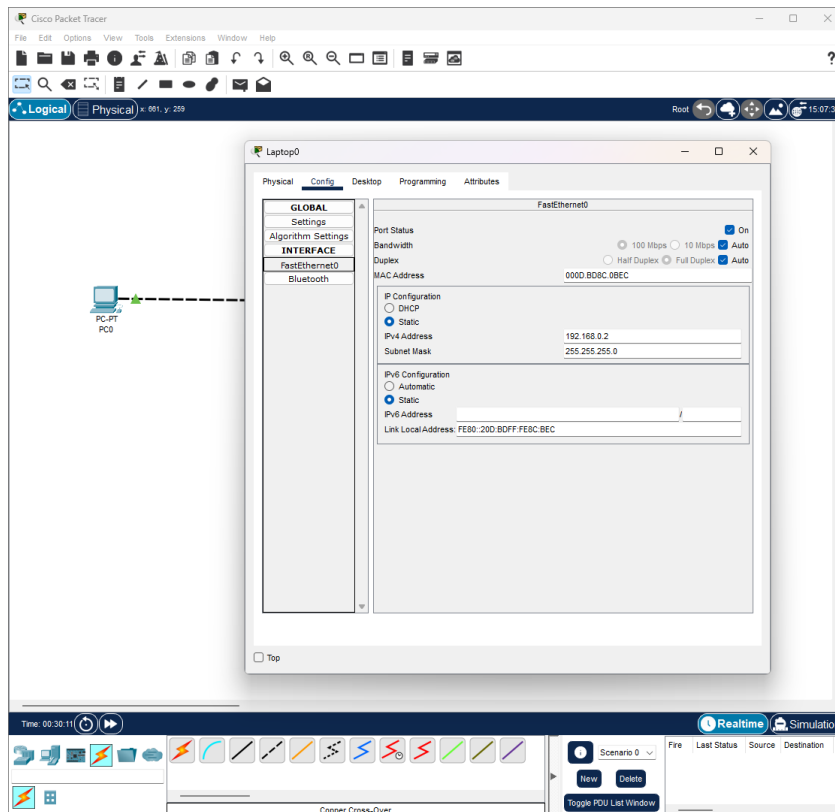 Cisco Packet Tracer
File Edit Options View Tools Extensions Window Help
?
Logical Physical x: 661, y: 259 Root 15:07:3
Laptop0
Physical Config Desktop Programming Attributes
GLOBAL
Settings
Algorithm Settings
INTERFACE
FastEthernet0
Bluetooth
FastEthernet0
Port Status On
Bandwidth 100 Mbps 10 Mbps Auto
Duplex Half Duplex Full Duplex Auto
MAC Address 000D.BD8C.0BEC
IP Configuration
DHCP
Static
IPv4 Address 192.168.0.2
Subnet Mask 255.255.255.0
IPv6 Configuration
Automatic
Static
IPv6 Address /
Link Local Address: FE80::20D:BDFF:FE8C:BEC
PC-PT
PC0
Top
Time: 00:30:11 Realtime Simulatio
Scenario 0
New Delete
Toggle PDU List Window
Fire Last Status Source Destination
Copper Cross-Over